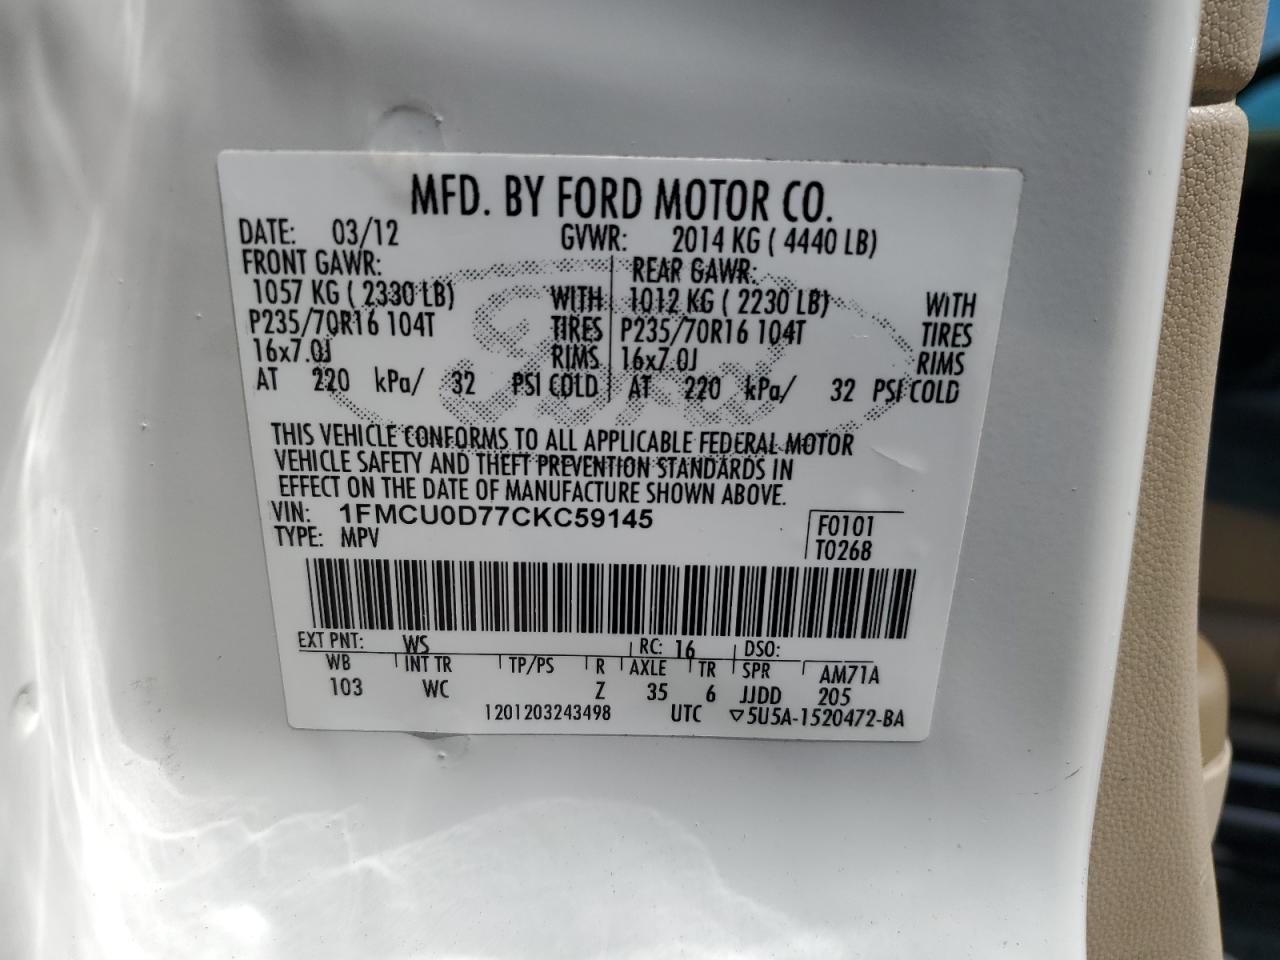 MFD. BY FORD MOTOR CO.
DATE: 03/12 GVWR: 2014 KG ( 4440 LB)
FRONT GAWR: REAR GAWR:
1057 KG ( 2330 LB) WITH 1012 KG ( 2230 LB) WITH
P235/70R16 104T TIRES P235/70R16 104T TIRES
16x7.0J RIMS 16x7.0J RIMS
AT 220 kPa/ 32 PSI COLD AT 220 kPa/ 32 PSI COLD
THIS VEHICLE CONFORMS TO ALL APPLICABLE FEDERAL MOTOR
VEHICLE SAFETY AND THEFT PREVENTION STANDARDS IN
EFFECT ON THE DATE OF MANUFACTURE SHOWN ABOVE.
VIN: 1FMCU0D77CKC59145 F0101
TYPE: MPV T0268
EXT PNT: WS RC: 16 DSO:
WB INT TR TP/PS R AXLE TR SPR AM71A
103 WC Z 35 6 JJDD 205
1201203243498 UTC ▽5U5A-1520472-BA
Ford